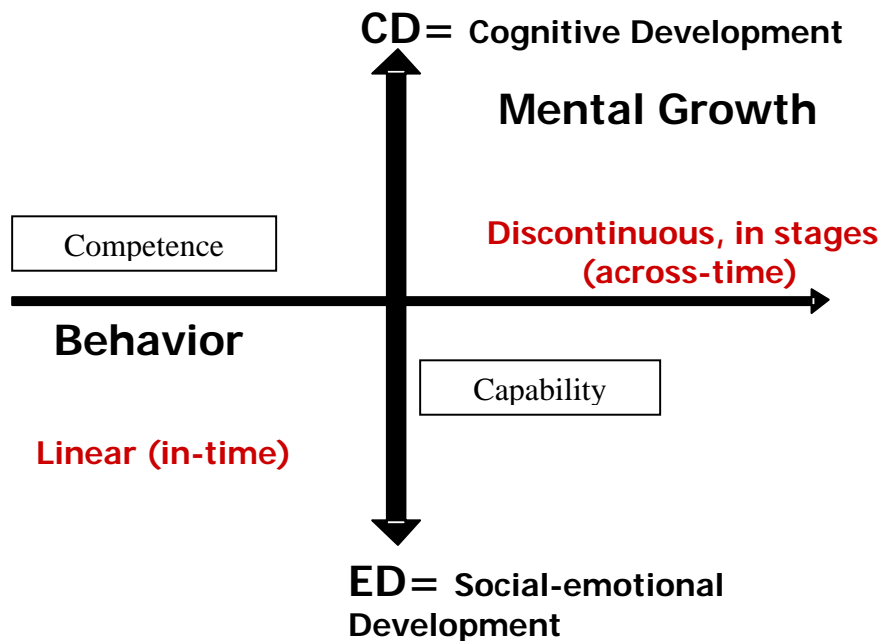 CD= Cognitive Development
Mental Growth
Competence
Discontinuous, in stages
(across-time)
Behavior
Capability
Linear (in-time)
ED= Social-emotional
Development